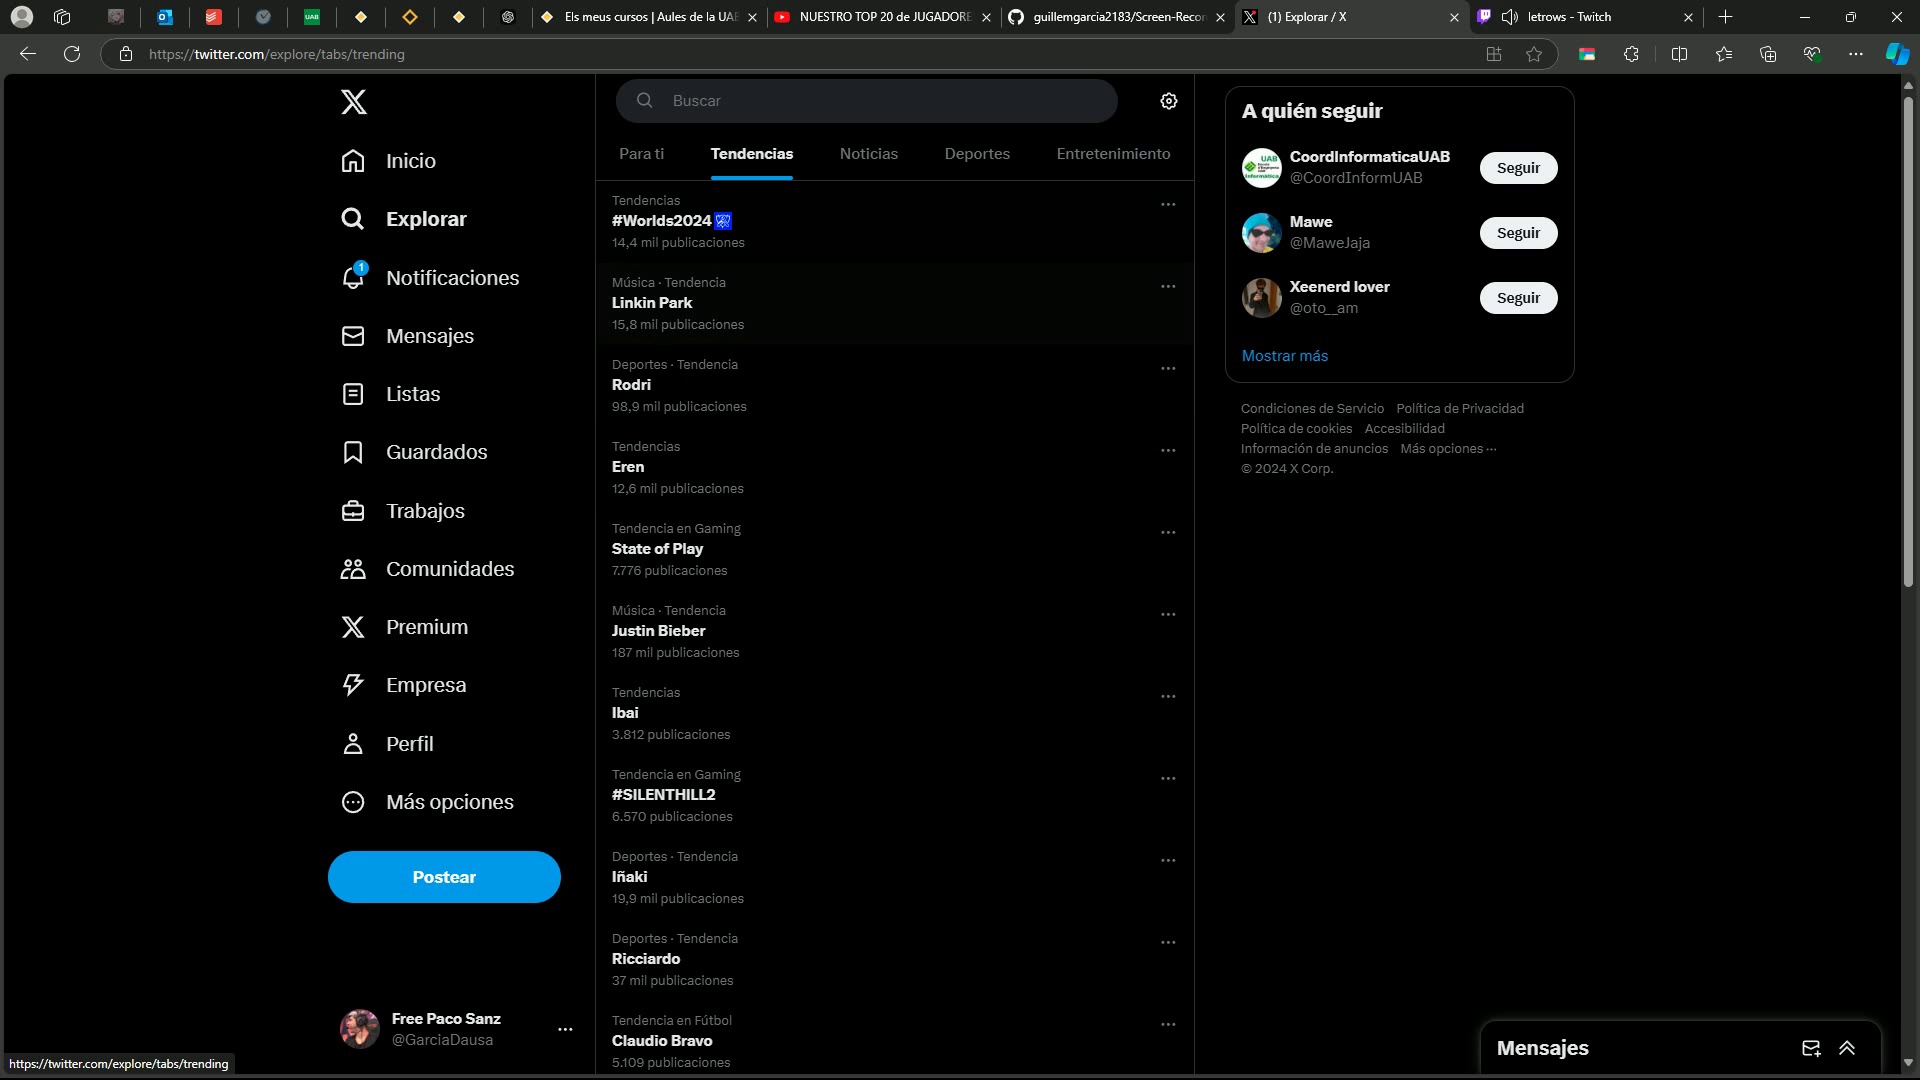 Els meus cursos | Aules de la UAB
NUESTRO TOP 20 de JUGADORE
guillemgarcia2183/Screen-Recor
(1) Explorar / X
letrows - Twitch
https://twitter.com/explore/tabs/trending
Inicio
Explorar
1
Notificaciones
Mensajes
Listas
Guardados
Trabajos
Comunidades
Premium
Empresa
Perfil
Más opciones
Postear
Free Paco Sanz
@GarciaDausa
https://twitter.com/explore/tabs/trending
Buscar
Para ti Tendencias Noticias Deportes Entretenimiento
Tendencias
#Worlds2024
14,4 mil publicaciones
Música · Tendencia
Linkin Park
15,8 mil publicaciones
Deportes · Tendencia
Rodri
98,9 mil publicaciones
Tendencias
Eren
12,6 mil publicaciones
Tendencia en Gaming
State of Play
7.776 publicaciones
Música · Tendencia
Justin Bieber
187 mil publicaciones
Tendencias
Ibai
3.812 publicaciones
Tendencia en Gaming
#SILENTHILL2
6.570 publicaciones
Deportes · Tendencia
Iñaki
19,9 mil publicaciones
Deportes · Tendencia
Ricciardo
37 mil publicaciones
Tendencia en Fútbol
Claudio Bravo
5.109 publicaciones
A quién seguir
CoordInformaticaUAB
@CoordInformUAB
Seguir
Mawe
@MaweJaja
Seguir
Xeenerd lover
@oto__am
Seguir
Mostrar más
Condiciones de Servicio Política de Privacidad
Política de cookies Accesibilidad
Información de anuncios Más opciones ···
© 2024 X Corp.
Mensajes